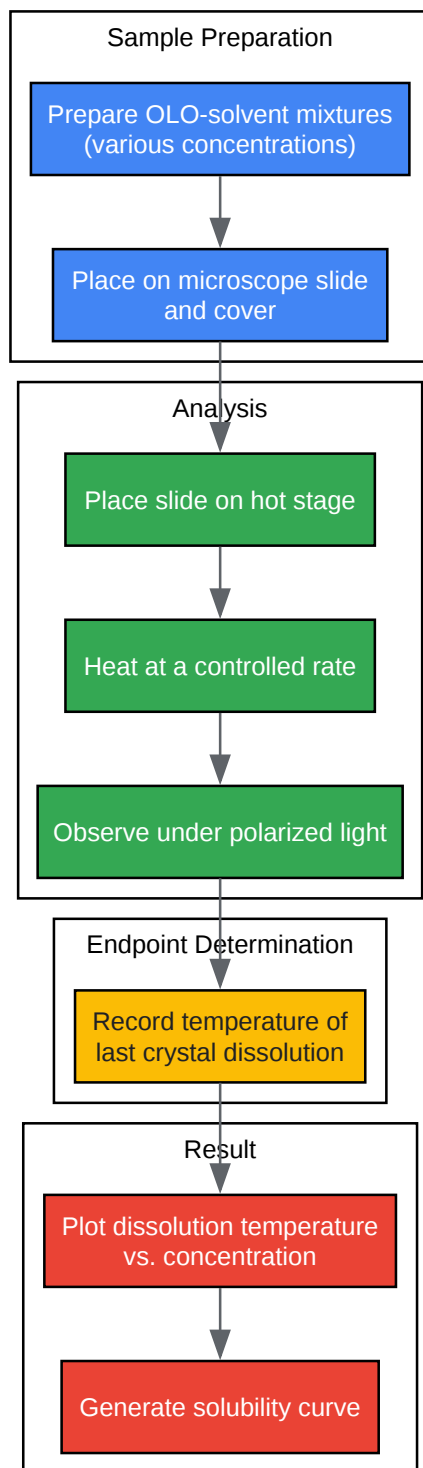 Sample Preparation
Prepare OLO-solvent mixtures
(various concentrations)
Place on microscope slide
and cover
Analysis
Place slide on hot stage
Heat at a controlled rate
Observe under polarized light
Endpoint Determination
Record temperature of
last crystal dissolution
Result
Plot dissolution temperature
vs. concentration
Generate solubility curve